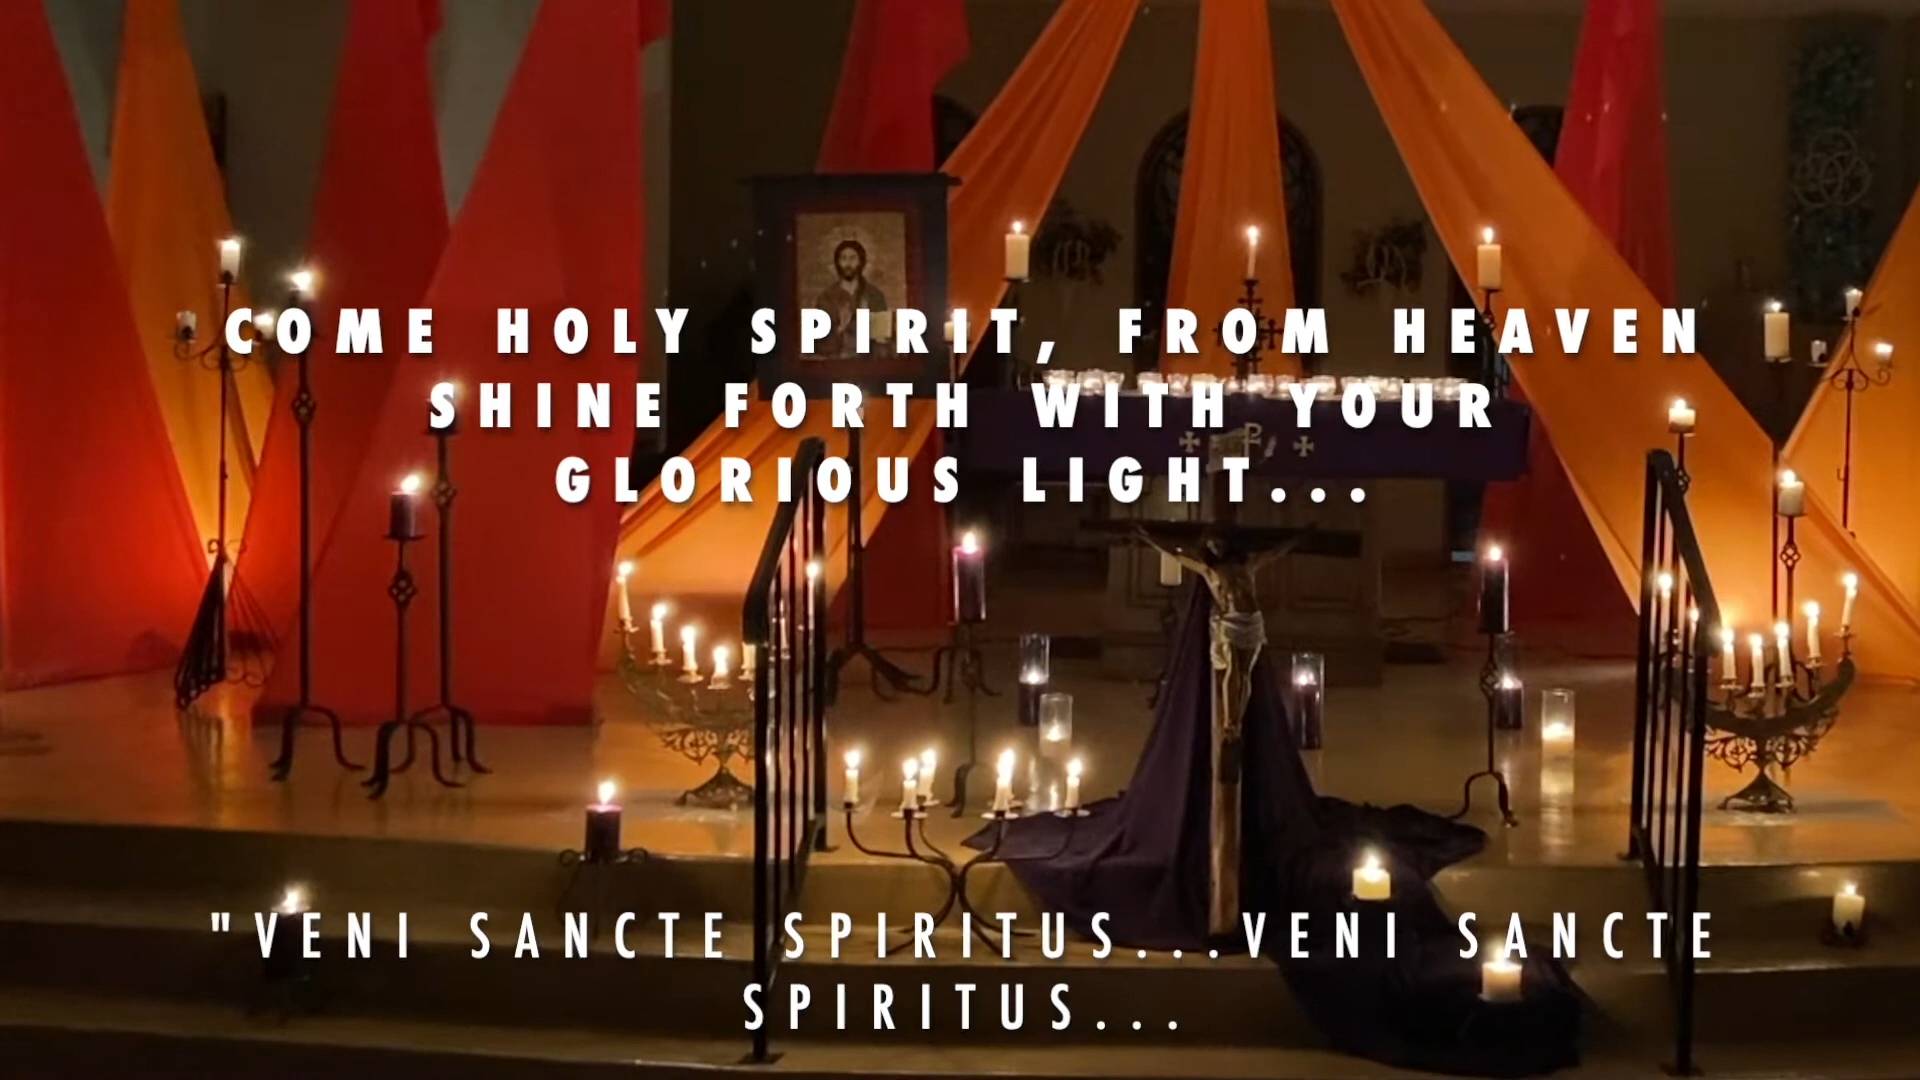 COME HOLY SPIRIT, FROM HEAVEN
SHINE FORTH WITH YOUR
GLORIOUS LIGHT...
"VENI SANCTE SPIRITUS...VENI SANCTE
SPIRITUS...